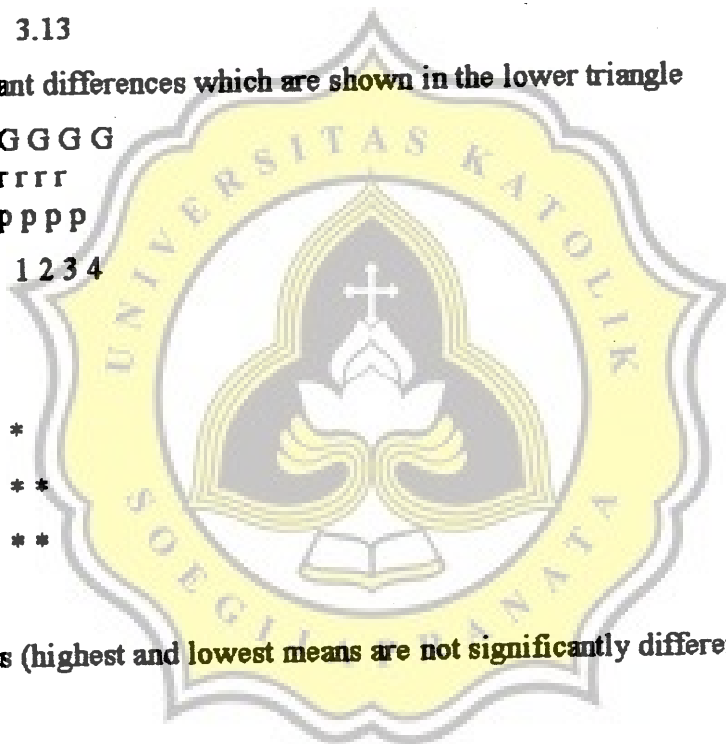 3.13
ant differences which are shown in the lower triangle
G G G G
r r r r
p p p p
1 2 3 4
*
* *
* *
s (highest and lowest means are not significantly differe
UNIVERSITAS KATOLIK
SOEGIJAPRANATA